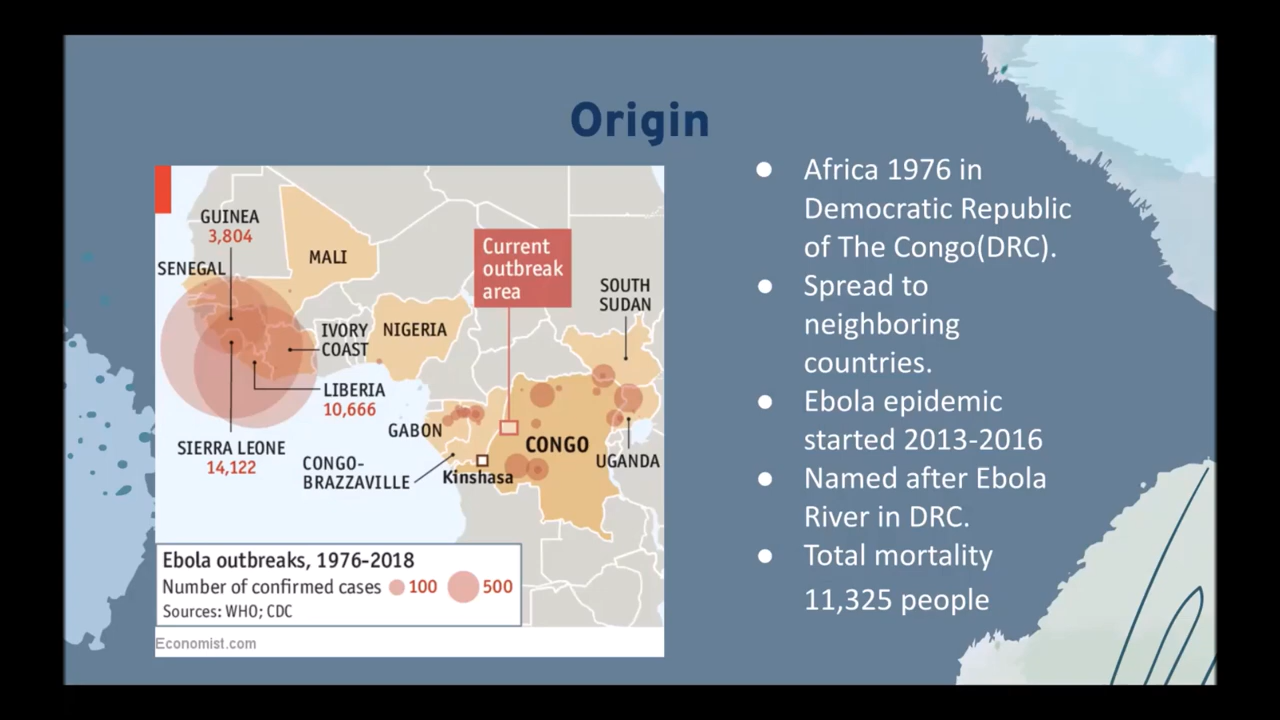 Origin
GUINEA
3,804
SENEGAL
MALI
Current
outbreak
area
SOUTH
SUDAN
IVORY
COAST
NIGERIA
LIBERIA
10,666
SIERRA LEONE
14,122
GABON
CONGO-
BRAZZAVILLE
Kinshasa
CONGO
UGANDA
Ebola outbreaks, 1976-2018
Number of confirmed cases 100 500
Sources: WHO; CDC
Economist.com
● Africa 1976 in
Democratic Republic
of The Congo(DRC).
● Spread to
neighboring
countries.
● Ebola epidemic
started 2013-2016
● Named after Ebola
River in DRC.
● Total mortality
11,325 people